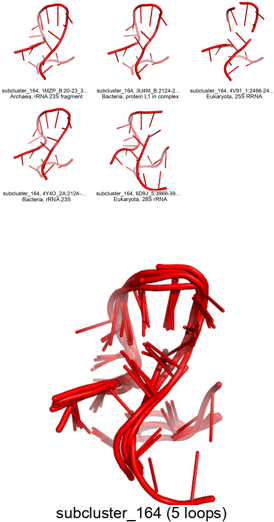 subcluster_164, 1MZP_B:20-23_3...
Archaea, rRNA 23S fragment
subcluster_164, 3U4M_B:2124-2...
Bacteria, protein L1 in complex
subcluster_164, 4V91_1:2466-24...
Eukaryota, 25S RRNA
subcluster_164, 4Y4O_2A:2124-...
Bacteria, rRNA 23S
subcluster_164, 6D9J_5:3969-39...
Eukaryota, 28S rRNA
subcluster_164 (5 loops)